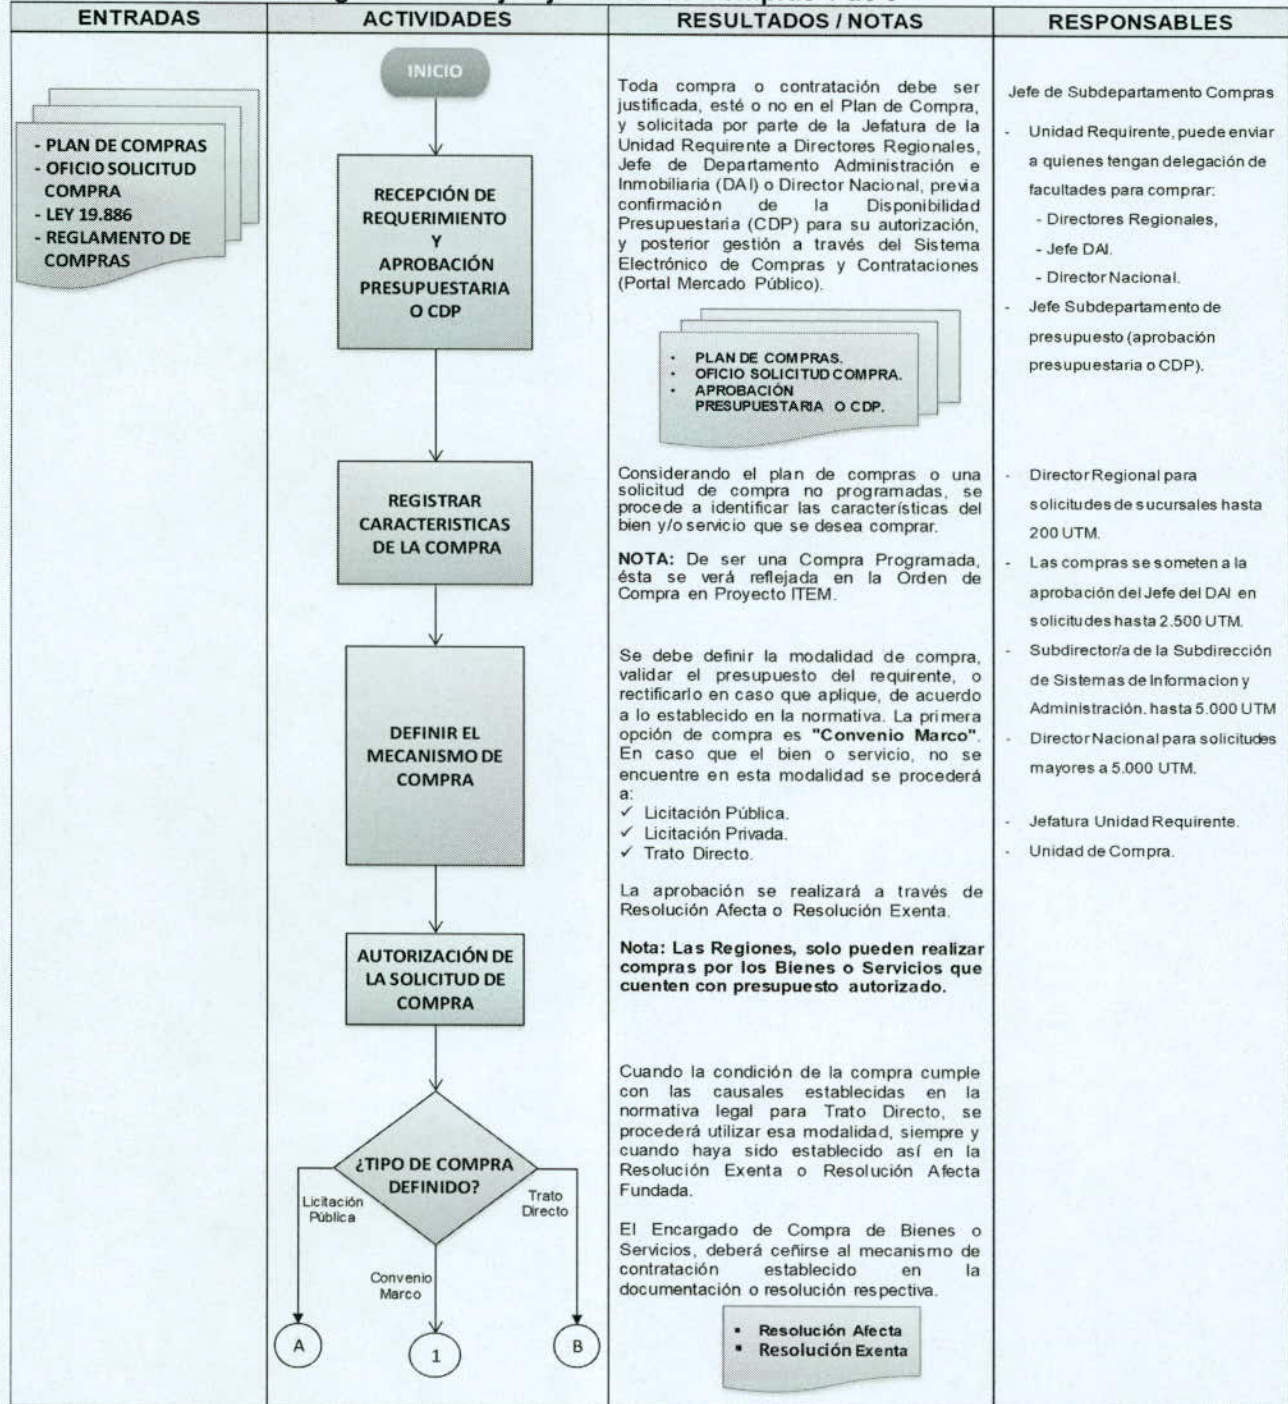 ENTRADAS
ACTIVIDADES
RESULTADOS / NOTAS
RESPONSABLES
- PLAN DE COMPRAS
- OFICIO SOLICITUD
COMPRA
- LEY 19.886
- REGLAMENTO DE
COMPRAS
INICIO
RECEPCIÓN DE
REQUERIMIENTO
Y
APROBACIÓN
PRESUPUESTARIA
O CDP
REGISTRAR
CARACTERISTICAS
DE LA COMPRA
DEFINIR EL
MECANISMO DE
COMPRA
AUTORIZACIÓN DE
LA SOLICITUD DE
COMPRA
¿TIPO DE COMPRA
DEFINIDO?
Licitación
Pública
Trato
Directo
Convenio
Marco
A
1
B
Toda compra o contratación debe ser
justificada, esté o no en el Plan de Compra,
y solicitada por parte de la Jefatura de la
Unidad Requirente a Directores Regionales,
Jefe de Departamento Administración e
Inmobiliaria (DAI) o Director Nacional, previa
confirmación de la Disponibilidad
Presupuestaria (CDP) para su autorización,
y posterior gestión a través del Sistema
Electrónico de Compras y Contrataciones
(Portal Mercado Público).
· PLAN DE COMPRAS.
· OFICIO SOLICITUD COMPRA.
· APROBACIÓN
PRESUPUESTARIA O CDP.
Considerando el plan de compras o una
solicitud de compra no programadas, se
procede a identificar las características del
bien y/o servicio que se desea comprar.
NOTA: De ser una Compra Programada,
ésta se verá reflejada en la Orden de
Compra en Proyecto ITEM.
Se debe definir la modalidad de compra,
validar el presupuesto del requirente, o
rectificarlo en caso que aplique, de acuerdo
a lo establecido en la normativa. La primera
opción de compra es "Convenio Marco".
En caso que el bien o servicio, no se
encuentre en esta modalidad se procederá
a:
✓ Licitación Pública.
✓ Licitación Privada.
✓ Trato Directo.
La aprobación se realizará a través de
Resolución Afecta o Resolución Exenta.
Nota: Las Regiones, solo pueden realizar
compras por los Bienes o Servicios que
cuenten con presupuesto autorizado.
Cuando la condición de la compra cumple
con las causales establecidas en la
normativa legal para Trato Directo, se
procederá utilizar esa modalidad, siempre y
cuando haya sido establecido así en la
Resolución Exenta o Resolución Afecta
Fundada.
El Encargado de Compra de Bienes o
Servicios, deberá ceñirse al mecanismo de
contratación establecido en la
documentación o resolución respectiva.
▪ Resolución Afecta
▪ Resolución Exenta
Jefe de Subdepartamento Compras
- Unidad Requirente, puede enviar
a quienes tengan delegación de
facultades para comprar:
- Directores Regionales,
- Jefe DAI.
- Director Nacional.
- Jefe Subdepartamento de
presupuesto (aprobación
presupuestaria o CDP).
- Director Regional para
solicitudes de sucursales hasta
200 UTM.
- Las compras se someten a la
aprobación del Jefe del DAI en
solicitudes hasta 2.500 UTM.
- Subdirector/a de la Subdirección
de Sistemas de Informacion y
Administración. hasta 5.000 UTM
- Director Nacional para solicitudes
mayores a 5.000 UTM.
- Jefatura Unidad Requirente.
- Unidad de Compra.